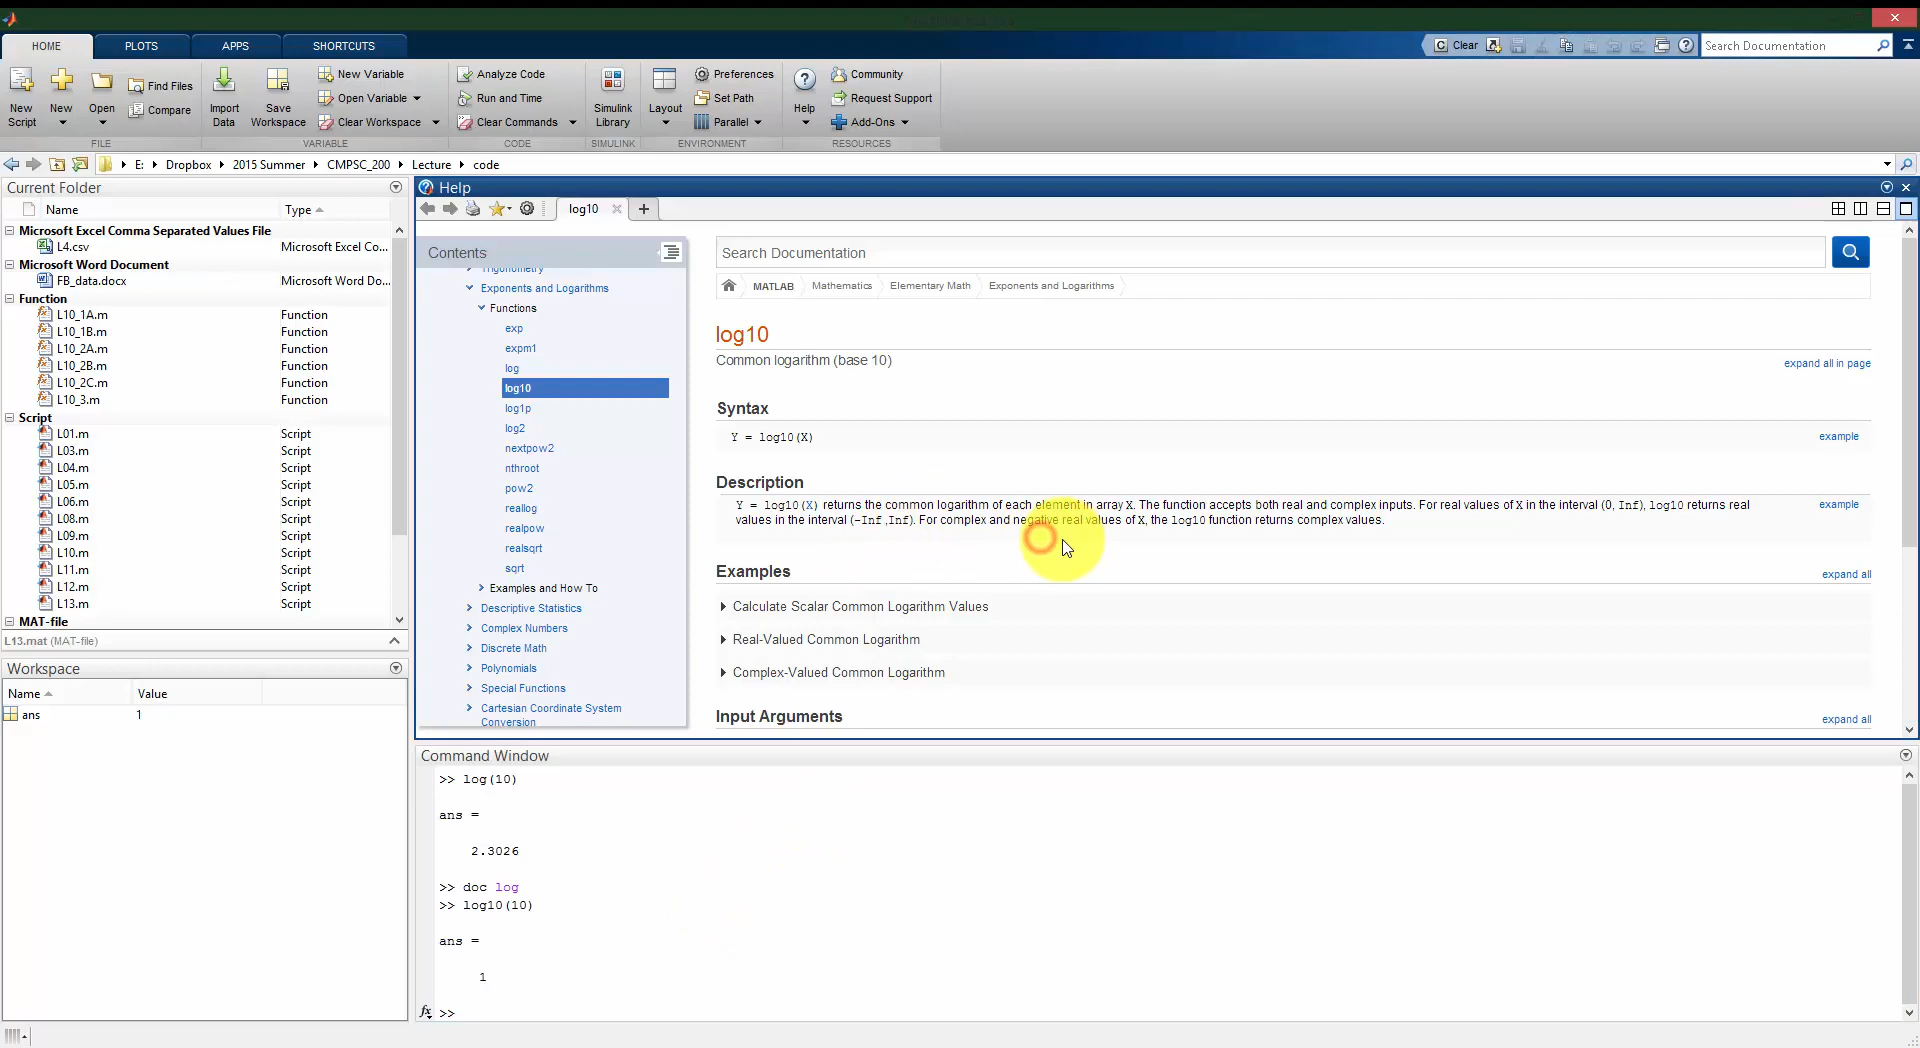 HOME PLOTS APPS SHORTCUTS
Clear Search Documentation
New Script
New
Open
Find Files
Compare
Import Data
Save Workspace
New Variable
Open Variable
Clear Workspace
Analyze Code
Run and Time
Clear Commands
Simulink Library
Layout
Preferences
Set Path
Parallel
Help
Community
Request Support
Add-Ons
FILE VARIABLE CODE SIMULINK ENVIRONMENT RESOURCES
E: Dropbox 2015 Summer CMPSC_200 Lecture code
Current Folder
Name Type
Microsoft Excel Comma Separated Values File
L4.csv Microsoft Excel Co...
Microsoft Word Document
FB_data.docx Microsoft Word Do...
Function
L10_1A.m Function
L10_1B.m Function
L10_2A.m Function
L10_2B.m Function
L10_2C.m Function
L10_3.m Function
Script
L01.m Script
L03.m Script
L04.m Script
L05.m Script
L06.m Script
L08.m Script
L09.m Script
L10.m Script
L11.m Script
L12.m Script
L13.m Script
MAT-file
L13.mat (MAT-file)
Workspace
Name Value
ans 1
Help
log10
Contents
Trigonometry
Exponents and Logarithms
Functions
exp
expm1
log
log10
log1p
log2
nextpow2
nthroot
pow2
reallog
realpow
realsqrt
sqrt
Examples and How To
Descriptive Statistics
Complex Numbers
Discrete Math
Polynomials
Special Functions
Cartesian Coordinate System
Conversion
Search Documentation
MATLAB Mathematics Elementary Math Exponents and Logarithms
log10
Common logarithm (base 10)
expand all in page
Syntax
Y = log10(X) example
Description
Y = log10(X) returns the common logarithm of each element in array X. The function accepts both real and complex inputs. For real values of X in the interval (0, Inf), log10 returns real example
values in the interval (-Inf ,Inf). For complex and negative real values of X, the log10 function returns complex values.
Examples expand all
Calculate Scalar Common Logarithm Values
Real-Valued Common Logarithm
Complex-Valued Common Logarithm
Input Arguments expand all
Command Window
>> log(10)
ans =
2.3026
>> doc log
>> log10(10)
ans =
1
fx >>